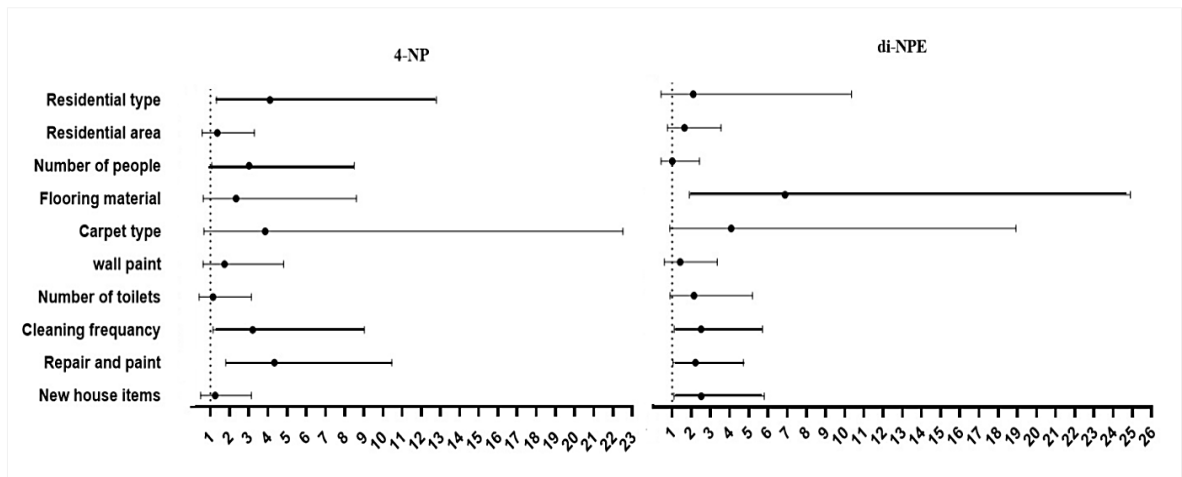 4-NP
di-NPE
Residential type
Residential area
Number of people
Flooring material
Carpet type
wall paint
Number of toilets
Cleaning frequancy
Repair and paint
New house items
1 2 3 4 5 6 7 8 9 10 11 12 13 14 15 16 17 18 19 20 21 22 23
1 2 3 4 5 6 7 8 9 10 11 12 13 14 15 16 17 18 19 20 21 22 23 24 25 26